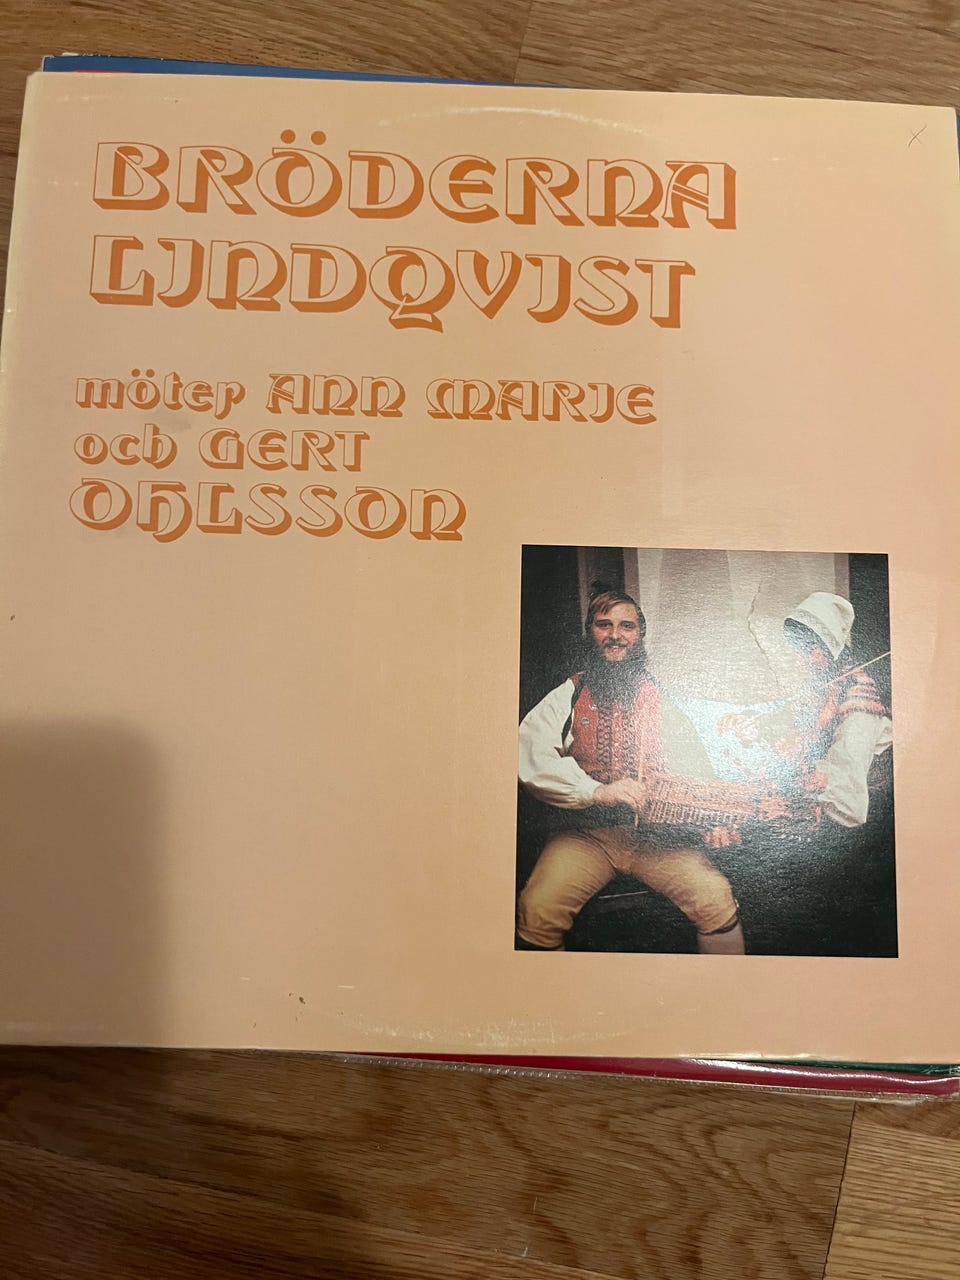 BRÖDERNA
LINDQVIST
möter ANN MARIE
och GERT
OHLSSON